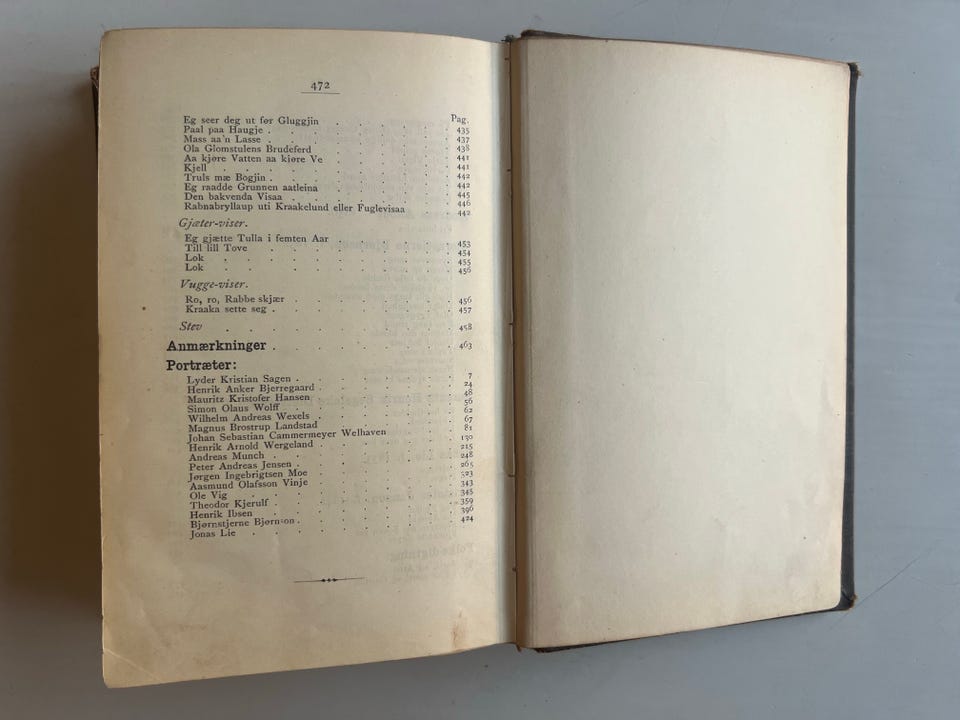 472
Pag.
Eg seer deg ut før Gluggjin 435
Paal paa Haugje . . . . . . . 437
Mass aa'n Lasse . . . . . . . 438
Ola Glomstulens Brudeferd . . . . . 441
Aa kjøre Vatten aa kjøre Ve . . . . . 441
Kjell . . . . . . . . 442
Truls mæ Bogjin . . . . . . . 442
Eg raadde Grunnen aatleina . . . . . 445
Den bakvenda Visaa . . . . . . 446
Rabnabryllaup uti Kraakelund eller Fuglevisaa . . 442
Gjæter-viser.
Eg gjætte Tulla i femten Aar . . . . . 453
Till lill Tove . . . . . . . 454
Lok . . . . . . . . 455
Lok . . . . . . . . 456
Vugge-viser.
Ro, ro, Rabbe skjær . . . . . . 456
Kraaka sette seg . . . . . . . 457
Stev . . . . . . . . 458
Anmærkninger . . . . . . . 463
Portræter:
Lyder Kristian Sagen . . . . . . 7
Henrik Anker Bjerregaard . . . . . 24
Mauritz Kristofer Hansen . . . . . 48
Simon Olaus Wolff . . . . . . 56
Wilhelm Andreas Wexels . . . . . 62
Magnus Brostrup Landstad . . . . . 67
Johan Sebastian Cammermeyer Welhaven . . . 81
Henrik Arnold Wergeland . . . . . 130
Andreas Munch . . . . . . . 215
Peter Andreas Jensen . . . . . . 248
Jørgen Ingebrigtsen Moe . . . . . 265
Aasmund Olafsson Vinje . . . . . 323
Ole Vig . . . . . . . 343
Theodor Kjerulf . . . . . . . 345
Henrik Ibsen . . . . . . . 359
Bjørnstjerne Bjørnson . . . . . . 396
Jonas Lie . . . . . . . 424